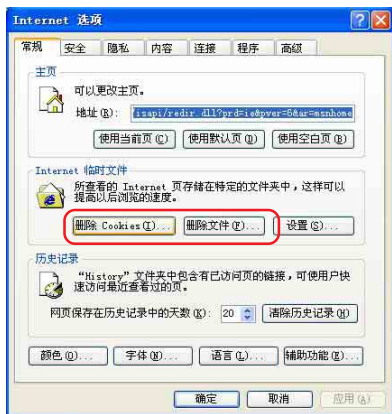 Internet 选项
常规 安全 隐私 内容 连接 程序 高级
主页
可以更改主页。
地址(R): isapi/redir.dll?prd=ie&pver=6&ar=msnhome
使用当前页(C) 使用默认页(D) 使用空白页(B)
Internet 临时文件
所查看的 Internet 页存储在特定的文件夹中，这样可以
提高以后浏览的速度。
删除 Cookies(I)... 删除文件(F)... 设置(S)...
历史记录
“History”文件夹中包含有已访问页的链接，可使用户快
速访问最近查看过的页。
网页保存在历史记录中的天数(K): 20 清除历史记录(H)
颜色(O)... 字体(N)... 语言(L)... 辅助功能(E)...
确定 取消 应用(A)